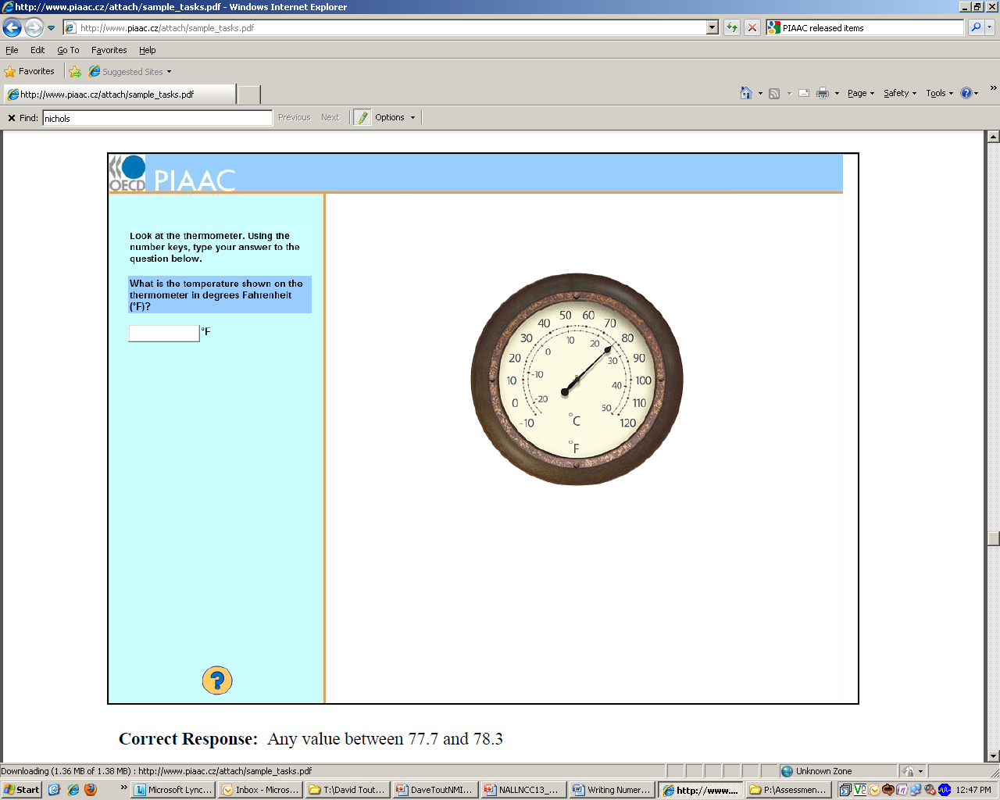 http://www.piaac.cz/attach/sample_tasks.pdf - Windows Internet Explorer
http://www.piaac.cz/attach/sample_tasks.pdf
PIAAC released items
File Edit Go To Favorites Help
Favorites Suggested Sites
http://www.piaac.cz/attach/sample_tasks.pdf
Page Safety Tools
Find: nichols Previous Next Options
OECD PIAAC
Look at the thermometer. Using the
number keys, type your answer to the
question below.
What is the temperature shown on the
thermometer in degrees Fahrenheit
(°F)?
°F
-10 0 10 20 30 40 50 60 70 80 90 100 110 120
-20 -10 0 10 20 30 40 50
°C
°F
?
Correct Response: Any value between 77.7 and 78.3
Downloading (1.36 MB of 1.38 MB) : http://www.piaac.cz/attach/sample_tasks.pdf
Unknown Zone
Start
Microsoft Lync...
Inbox - Micros...
T:\David Tout...
DaveToutNMI...
NALLNCC13_...
Writing Numer...
http://www....
P:\Assessmen...
12:47 PM